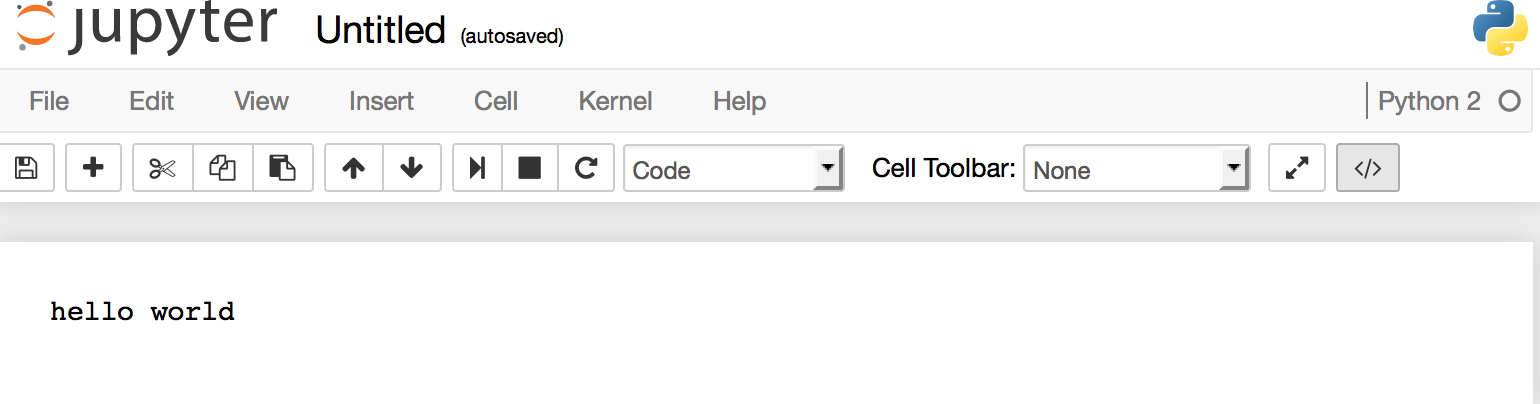 jupyter Untitled (autosaved)
File Edit View Insert Cell Kernel Help Python 2
Code Cell Toolbar: None </>
hello world